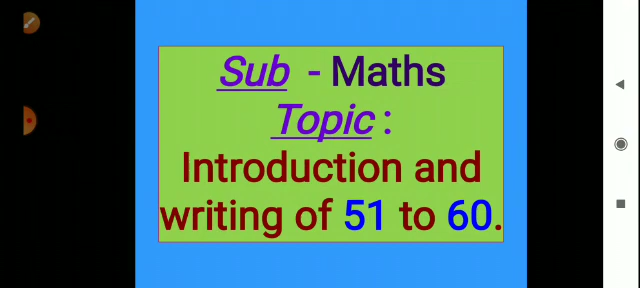 Sub - Maths
Topic :
Introduction and
writing of 51 to 60.